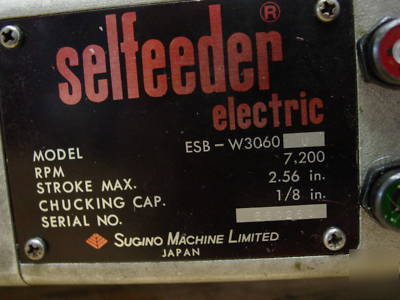 selfeeder®
electric
MODEL ESB-W3060
RPM 7,200
STROKE MAX. 2.56 in.
CHUCKING CAP. 1/8 in.
SERIAL NO.
SUGINO MACHINE LIMITED
JAPAN